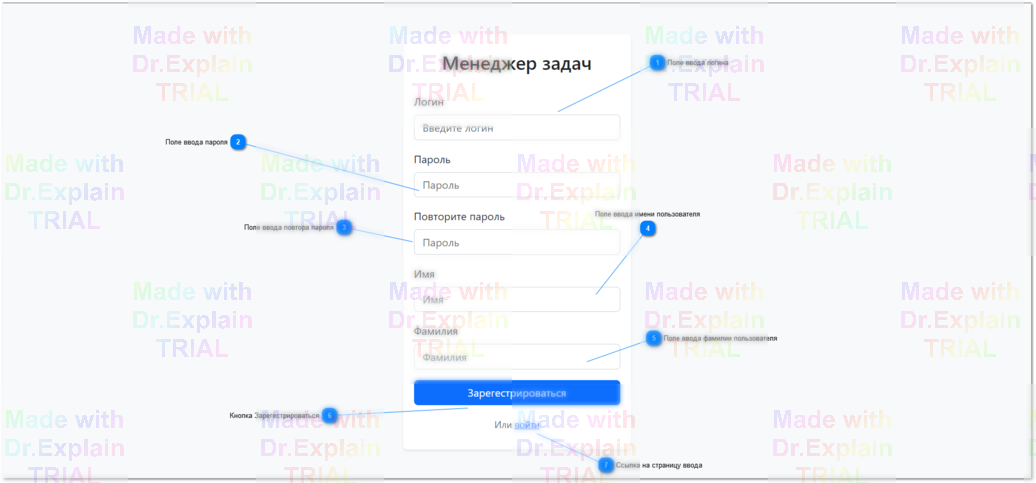 Made with
Dr.Explain
TRIAL
Made with
Dr.Explain
TRIAL
Made with
Dr.Explain
TRIAL
Made with
Dr.Explain
TRIAL
Менеджер задач
1 Поле ввода логина
Логин
Введите логин
Поле ввода пароля 2
Пароль
Пароль
Made with
Dr.Explain
TRIAL
Made with
Dr.Explain
TRIAL
Made with
Dr.Explain
TRIAL
Made with
Dr.Explain
TRIAL
Повторите пароль
Поле ввода имени пользователя
4
Поле ввода повтора пароля 3
Пароль
Имя
Имя
Made with
Dr.Explain
TRIAL
Made with
Dr.Explain
TRIAL
Made with
Dr.Explain
TRIAL
Made with
Dr.Explain
TRIAL
Фамилия
5 Поле ввода фамилии пользователя
Фамилия
Зарегестрироваться
Кнопка Зарегестрироваться 6
Или войти
7 Ссылка на страницу ввода
Made with
Dr.Explain
TRIAL
Made with
Dr.Explain
TRIAL
Made with
Dr.Explain
TRIAL
Made with
Dr.Explain
TRIAL